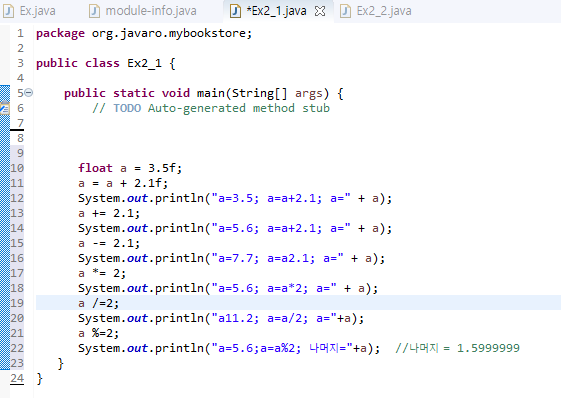 Ex.java module-info.java *Ex2_1.java Ex2_2.java
1 package org.javaro.mybookstore;
2
3 public class Ex2_1 {
4
5 public static void main(String[] args) {
6 // TODO Auto-generated method stub
7
8
9
10 float a = 3.5f;
11 a = a + 2.1f;
12 System.out.println("a=3.5; a=a+2.1; a=" + a);
13 a += 2.1;
14 System.out.println("a=5.6; a=a+2.1; a=" + a);
15 a -= 2.1;
16 System.out.println("a=7.7; a=a2.1; a=" + a);
17 a *= 2;
18 System.out.println("a=5.6; a=a*2; a=" + a);
19 a /=2;
20 System.out.println("a11.2; a=a/2; a="+a);
21 a %=2;
22 System.out.println("a=5.6;a=a%2; 나머지="+a); //나머지 = 1.5999999
23 }
24 }